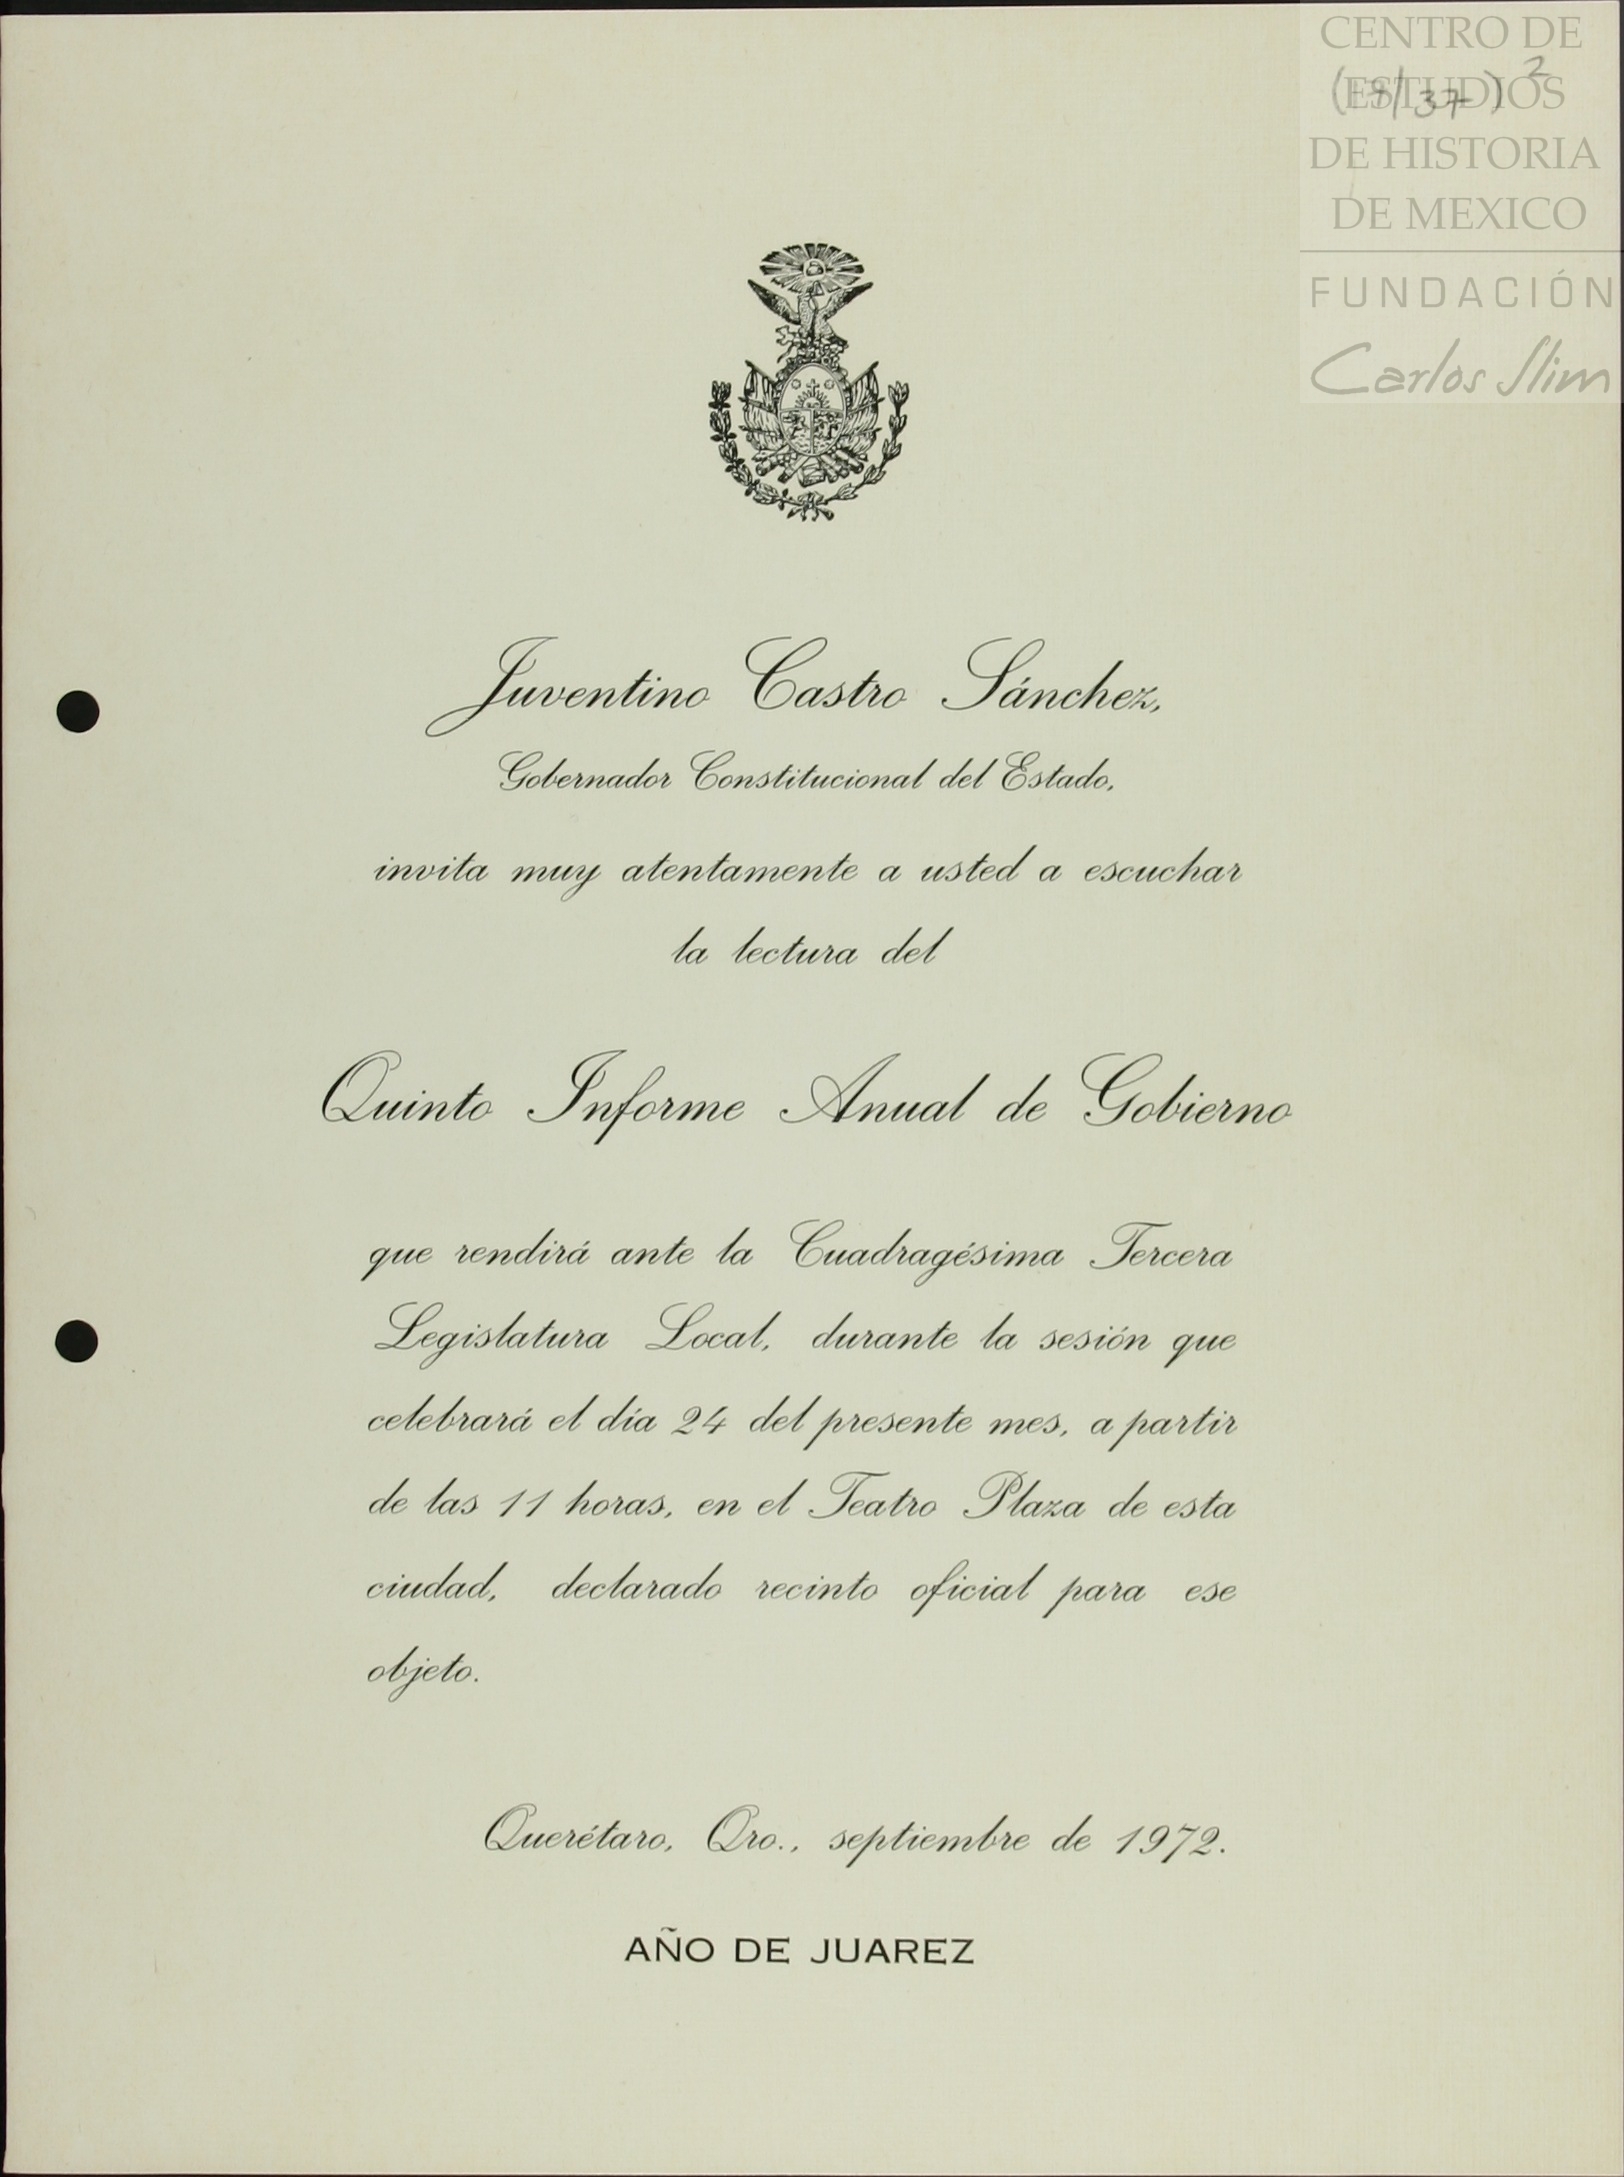 CENTRO DE
ESTUDIOS
DE HISTORIA
DE MEXICO
FUNDACIÓN
Carlos Slim
Juventino Castro Sánchez,
Gobernador Constitucional del Estado,
invita muy atentamente a usted a escuchar
la lectura del
Quinto Informe Anual de Gobierno
que rendirá ante la Cuadragésima Tercera
Legislatura Local, durante la sesión que
celebrará el día 24 del presente mes, a partir
de las 11 horas, en el Teatro Plaza de esta
ciudad, declarado recinto oficial para ese
objeto.
Querétaro, Qro., septiembre de 1972.
AÑO DE JUAREZ